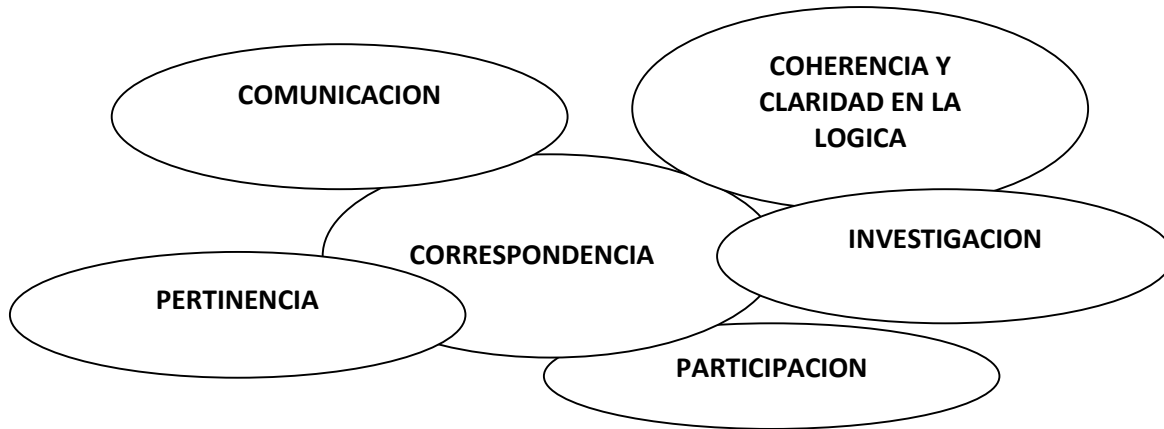 COMUNICACION
COHERENCIA Y
CLARIDAD EN LA
LOGICA
CORRESPONDENCIA
INVESTIGACION
PERTINENCIA
PARTICIPACION